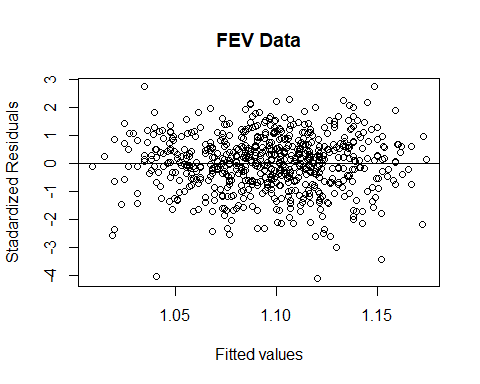 FEV Data
Stadardized Residuals
3
2
1
0
-1
-2
-3
-4
1.05 1.10 1.15
Fitted values